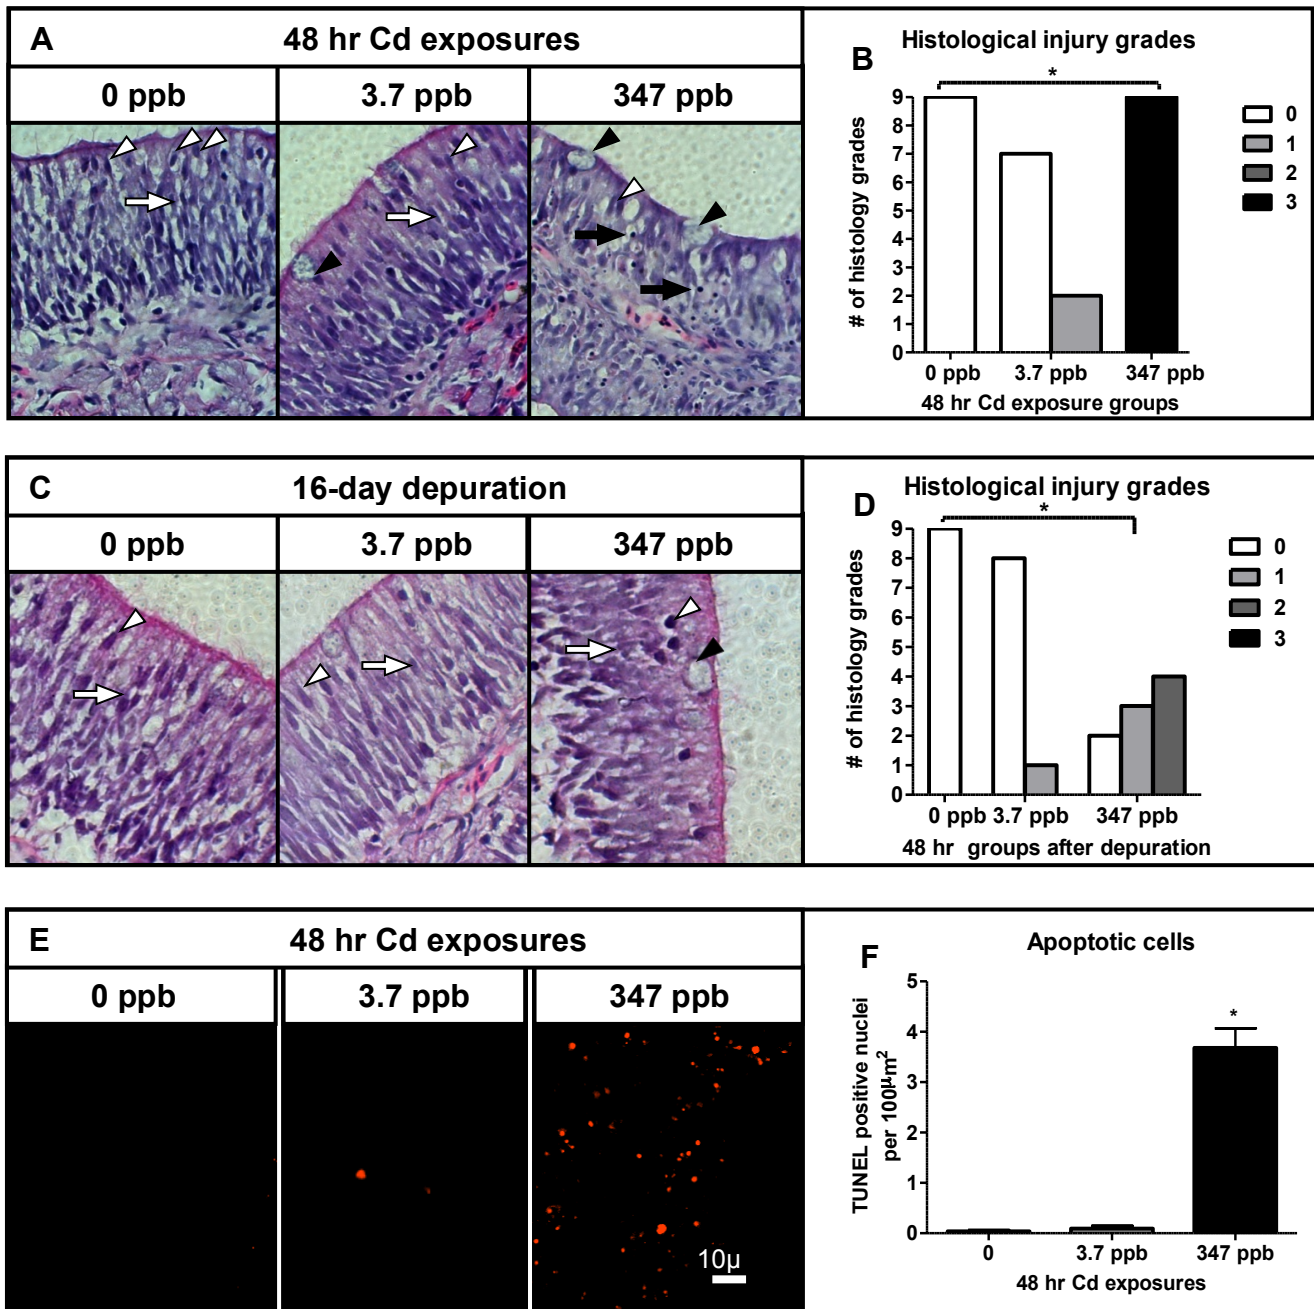 A 48 hr Cd exposures
0 ppb 3.7 ppb 347 ppb
B Histological injury grades
*
# of histology grades
9
8
7
6
5
4
3
2
1
0
0 ppb 3.7 ppb 347 ppb
48 hr Cd exposure groups
0
1
2
3
C 16-day depuration
0 ppb 3.7 ppb 347 ppb
D Histological injury grades
*
# of histology grades
9
8
7
6
5
4
3
2
1
0
0 ppb 3.7 ppb 347 ppb
48 hr groups after depuration
0
1
2
3
E 48 hr Cd exposures
0 ppb 3.7 ppb 347 ppb
10µ
F Apoptotic cells
TUNEL positive nuclei
per 100µm²
5
4
3
2
1
0
*
0 3.7 ppb 347 ppb
48 hr Cd exposures